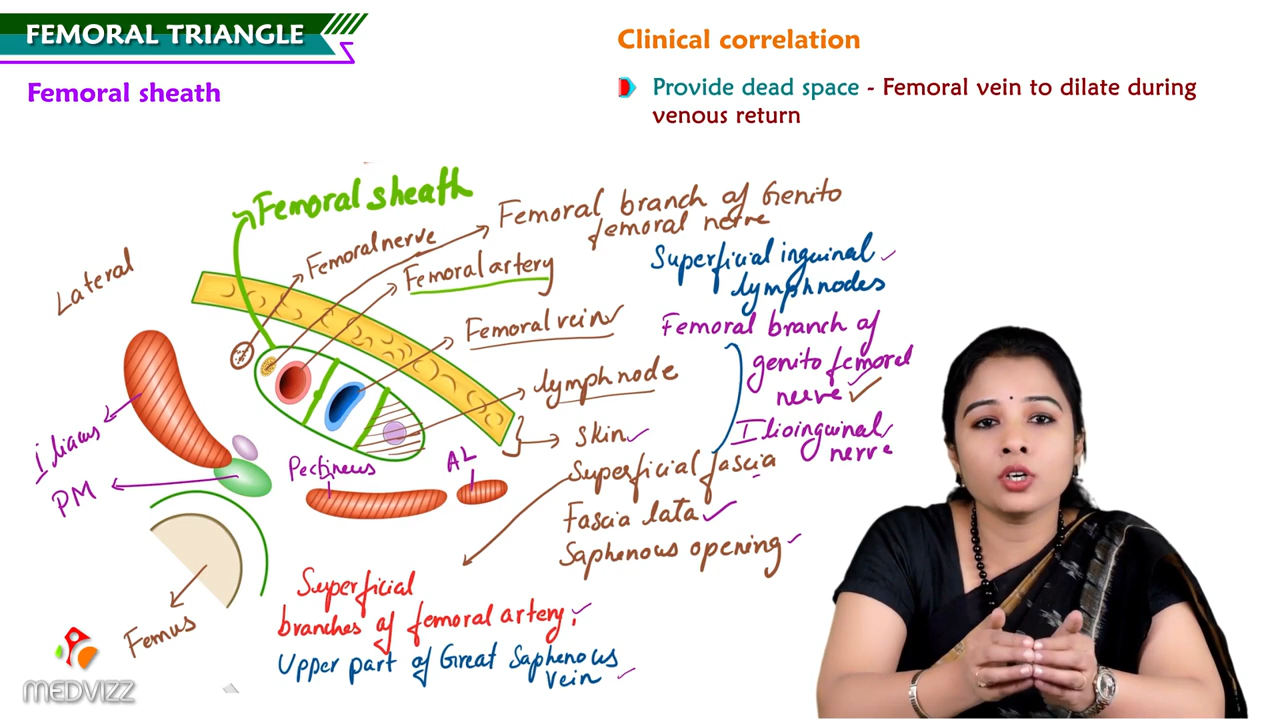 FEMORAL TRIANGLE
Femoral sheath
Clinical correlation
Provide dead space - Femoral vein to dilate during
venous return
Femoral sheath
Femoral branch of Genito
femoral nerve
Femoral nerve
Femoral artery
Lateral
Superficial inguinal
lymphnodes
Femoral vein
Femoral branch of
genito femoral
nerve
Ilioinguinal
nerve
lymph node
Skin
Superficial fascia
Fascia lata
Saphenous opening
iliacus
PM
Pectineus
AL
Femus
Superficial
branches of femoral artery
Upper part of Great Saphenous
vein
MEDVIZZ